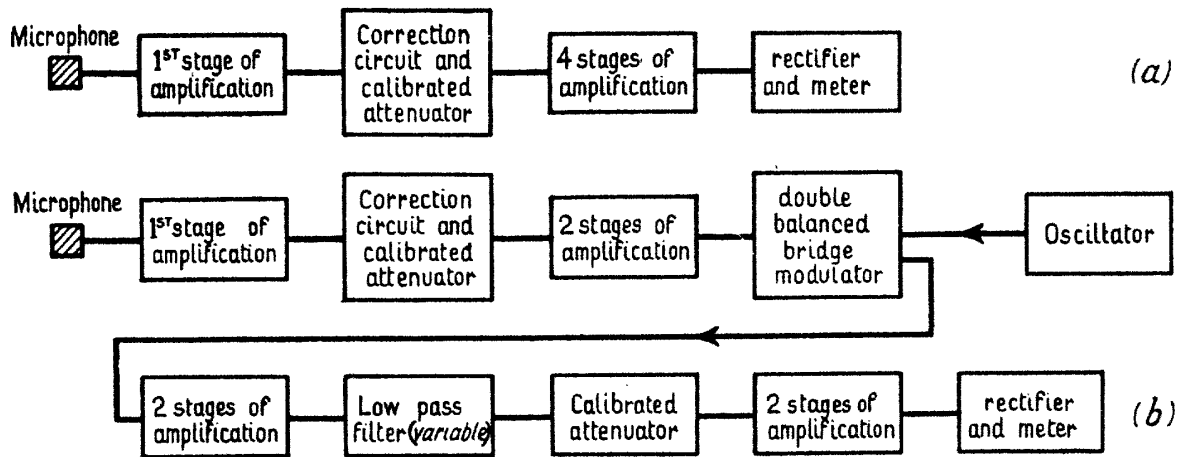 Microphone
1ST stage of
amplification
Correction
circuit and
calibrated
attenuator
4 stages of
amplification
rectifier
and meter
(a)
Microphone
1ST stage of
amplification
Correction
circuit and
calibrated
attenuator
2 stages of
amplification
double
balanced
bridge
modulator
Oscillator
2 stages of
amplification
Low pass
filter (variable)
Calibrated
attenuator
2 stages of
amplification
rectifier
and meter
(b)